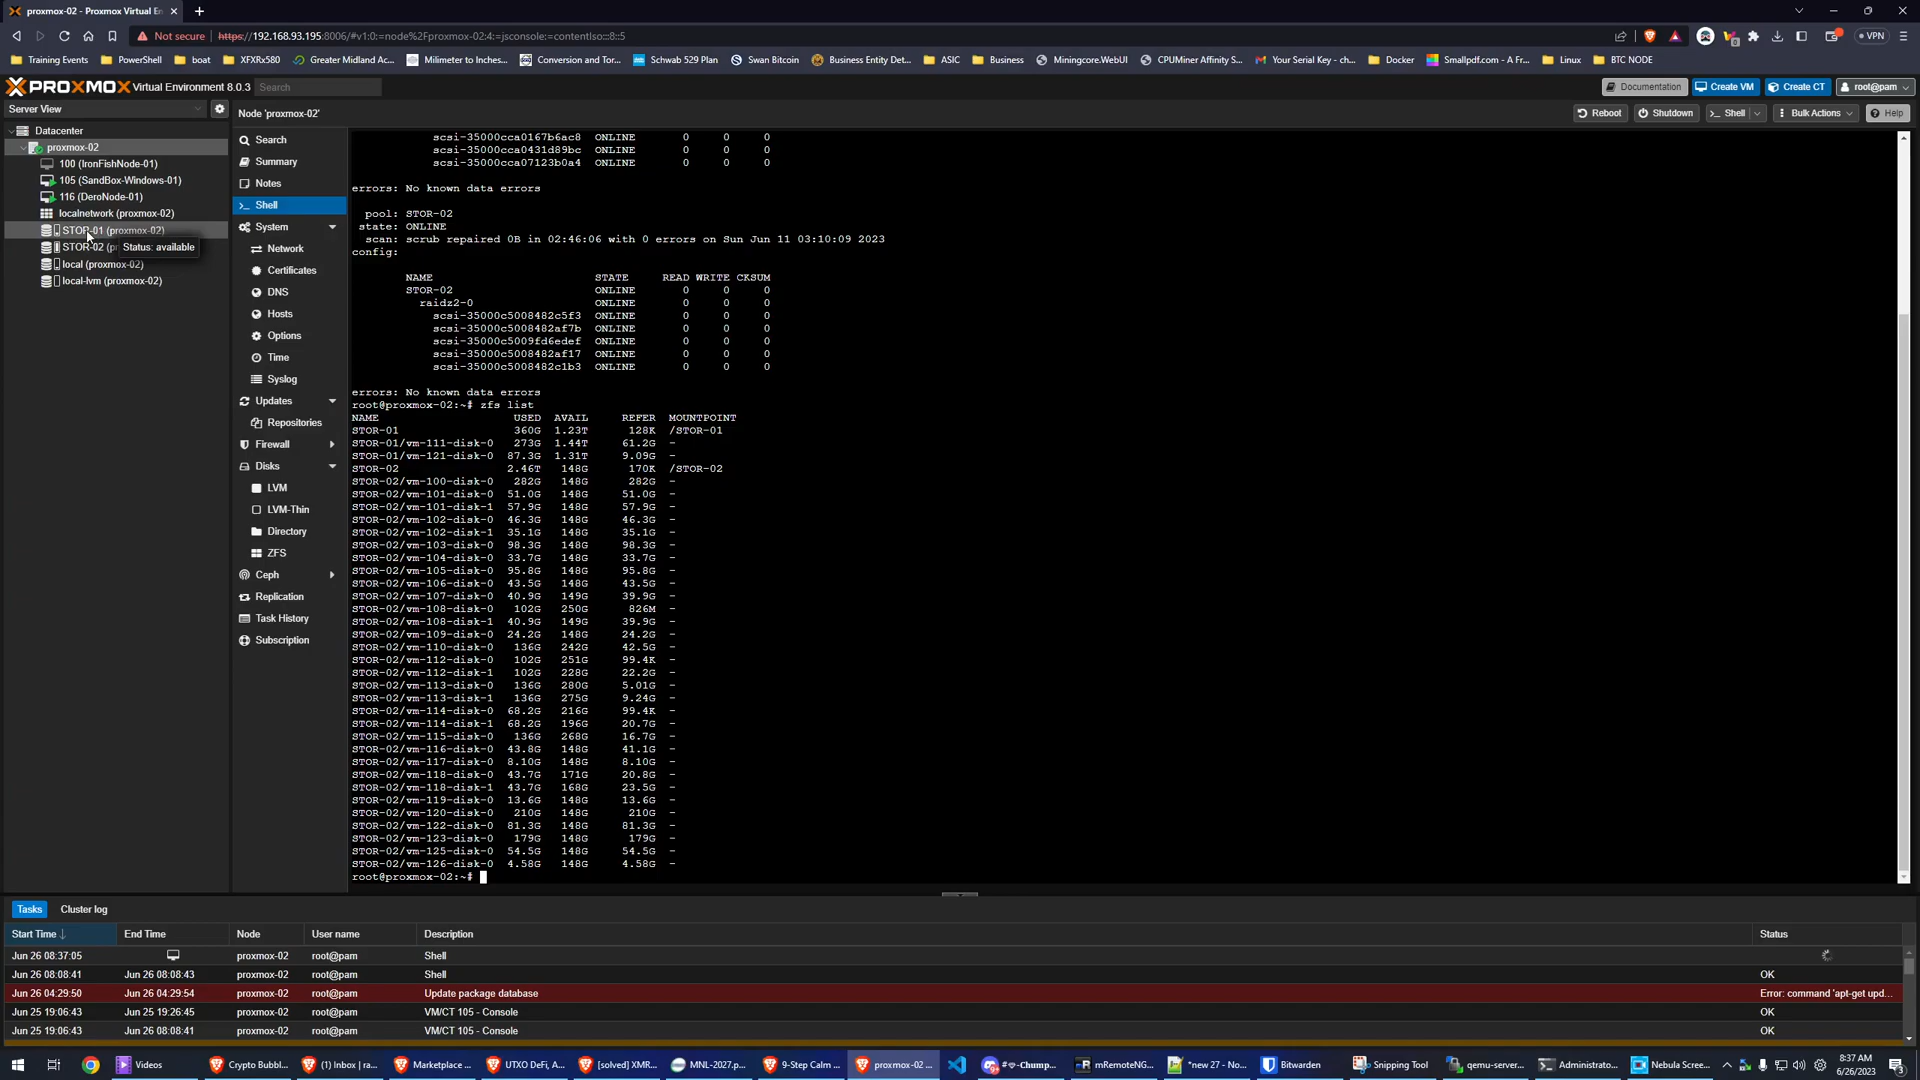 proxmox-02 - Proxmox Virtual En
Not secure https://192.168.93.195:8006/#v1:0:=node%2Fproxmox-02:4:=jsconsole:=contentIso:::8::5 VPN
Training Events PowerShell boat XFXRx580 Greater Midland Ac... Milimeter to Inches... Conversion and Tor... Schwab 529 Plan Swan Bitcoin Business Entity Det... ASIC Business Miningcore.WebUI CPUMiner Affinity S... Your Serial Key - ch... Docker Smallpdf.com - A Fr... Linux BTC NODE
PROXMOX Virtual Environment 8.0.3 Search Documentation Create VM Create CT root@pam
Server View
Node 'proxmox-02' Reboot Shutdown Shell Bulk Actions Help
Datacenter
proxmox-02
100 (IronFishNode-01)
105 (SandBox-Windows-01)
116 (DeroNode-01)
localnetwork (proxmox-02)
STOR-01 (proxmox-02)
STOR-02 (pr
Status: available
local (proxmox-02)
local-lvm (proxmox-02)
Search
Summary
Notes
Shell
System
Network
Certificates
DNS
Hosts
Options
Time
Syslog
Updates
Repositories
Firewall
Disks
LVM
LVM-Thin
Directory
ZFS
Ceph
Replication
Task History
Subscription
scsi-35000cca0167b6ac8 ONLINE 0 0 0
scsi-35000cca0431d89bc ONLINE 0 0 0
scsi-35000cca07123b0a4 ONLINE 0 0 0
errors: No known data errors
pool: STOR-02
state: ONLINE
scan: scrub repaired 0B in 02:46:06 with 0 errors on Sun Jun 11 03:10:09 2023
config:
NAME STATE READ WRITE CKSUM
STOR-02 ONLINE 0 0 0
raidz2-0 ONLINE 0 0 0
scsi-35000c5008482c5f3 ONLINE 0 0 0
scsi-35000c5008482af7b ONLINE 0 0 0
scsi-35000c5009fd6edef ONLINE 0 0 0
scsi-35000c5008482af17 ONLINE 0 0 0
scsi-35000c5008482c1b3 ONLINE 0 0 0
errors: No known data errors
root@proxmox-02:~# zfs list
NAME USED AVAIL REFER MOUNTPOINT
STOR-01 360G 1.23T 128K /STOR-01
STOR-01/vm-111-disk-0 273G 1.44T 61.2G -
STOR-01/vm-121-disk-0 87.3G 1.31T 9.09G -
STOR-02 2.46T 148G 170K /STOR-02
STOR-02/vm-100-disk-0 282G 148G 282G -
STOR-02/vm-101-disk-0 51.0G 148G 51.0G -
STOR-02/vm-101-disk-1 57.9G 148G 57.9G -
STOR-02/vm-102-disk-0 46.3G 148G 46.3G -
STOR-02/vm-102-disk-1 35.1G 148G 35.1G -
STOR-02/vm-103-disk-0 98.3G 148G 98.3G -
STOR-02/vm-104-disk-0 33.7G 148G 33.7G -
STOR-02/vm-105-disk-0 95.8G 148G 95.8G -
STOR-02/vm-106-disk-0 43.5G 148G 43.5G -
STOR-02/vm-107-disk-0 40.9G 149G 39.9G -
STOR-02/vm-108-disk-0 102G 250G 826M -
STOR-02/vm-108-disk-1 40.9G 149G 39.9G -
STOR-02/vm-109-disk-0 24.2G 148G 24.2G -
STOR-02/vm-110-disk-0 136G 242G 42.5G -
STOR-02/vm-112-disk-0 102G 251G 99.4K -
STOR-02/vm-112-disk-1 102G 228G 22.2G -
STOR-02/vm-113-disk-0 136G 280G 5.01G -
STOR-02/vm-113-disk-1 136G 275G 9.24G -
STOR-02/vm-114-disk-0 68.2G 216G 99.4K -
STOR-02/vm-114-disk-1 68.2G 196G 20.7G -
STOR-02/vm-115-disk-0 136G 268G 16.7G -
STOR-02/vm-116-disk-0 43.8G 148G 41.1G -
STOR-02/vm-117-disk-0 8.10G 148G 8.10G -
STOR-02/vm-118-disk-0 43.7G 171G 20.8G -
STOR-02/vm-118-disk-1 43.7G 168G 23.5G -
STOR-02/vm-119-disk-0 13.6G 148G 13.6G -
STOR-02/vm-120-disk-0 210G 148G 210G -
STOR-02/vm-122-disk-0 81.3G 148G 81.3G -
STOR-02/vm-123-disk-0 179G 148G 179G -
STOR-02/vm-125-disk-0 54.5G 148G 54.5G -
STOR-02/vm-126-disk-0 4.58G 148G 4.58G -
root@proxmox-02:~#
Tasks Cluster log
Start Time End Time Node User name Description Status
Jun 26 08:37:05 proxmox-02 root@pam Shell
Jun 26 08:08:41 Jun 26 08:08:43 proxmox-02 root@pam Shell OK
Jun 26 04:29:50 Jun 26 04:29:54 proxmox-02 root@pam Update package database Error: command 'apt-get upd...
Jun 25 19:06:43 Jun 25 19:26:45 proxmox-02 root@pam VM/CT 105 - Console OK
Jun 25 19:06:43 Jun 26 08:08:41 proxmox-02 root@pam VM/CT 105 - Console OK
Videos Crypto Bubbl... (1) Inbox | ra... Marketplace ... UTXO DeFi, A... [solved] XMR... MNL-2027.p... 9-Step Calm ... proxmox-02 ... mRemoteNG... *new 27 - No... Bitwarden Snipping Tool qemu-server... Administrato... Nebula Scree... 8:37 AM
6/26/2023